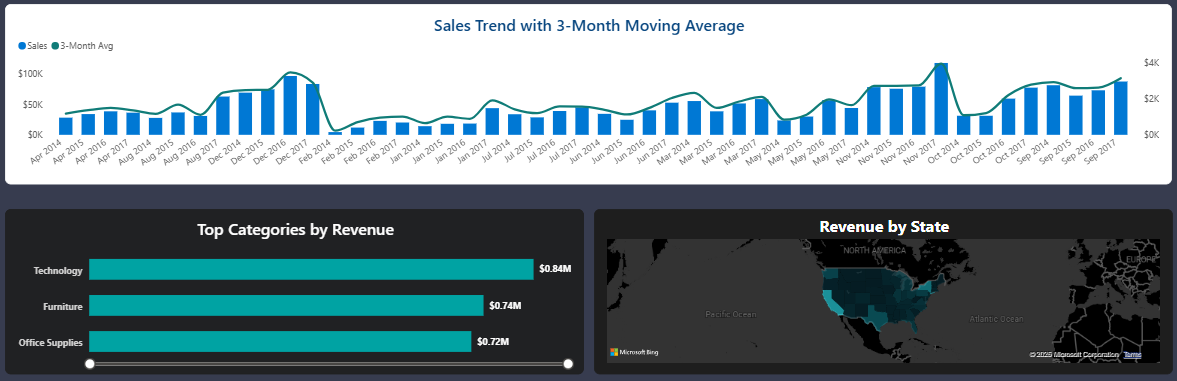 Sales Trend with 3-Month Moving Average
Sales 3-Month Avg
$100K
$50K
$0K
$4K
$2K
$0K
Apr 2014 Apr 2015 Apr 2016 Apr 2017 Aug 2014 Aug 2015 Aug 2016 Aug 2017 Dec 2014 Dec 2015 Dec 2016 Dec 2017 Feb 2014 Feb 2015 Feb 2016 Feb 2017 Jan 2014 Jan 2015 Jan 2016 Jan 2017 Jul 2014 Jul 2015 Jul 2016 Jul 2017 Jun 2014 Jun 2015 Jun 2016 Jun 2017 Mar 2014 Mar 2015 Mar 2016 Mar 2017 May 2014 May 2015 May 2016 May 2017 Nov 2014 Nov 2015 Nov 2016 Nov 2017 Oct 2014 Oct 2015 Oct 2016 Oct 2017 Sep 2014 Sep 2015 Sep 2016 Sep 2017
Top Categories by Revenue
Technology $0.84M
Furniture $0.74M
Office Supplies $0.72M
Revenue by State
NORTH AMERICA
EUROPE
Pacific Ocean
Atlantic Ocean
Microsoft Bing
Microsoft Corporation Terms